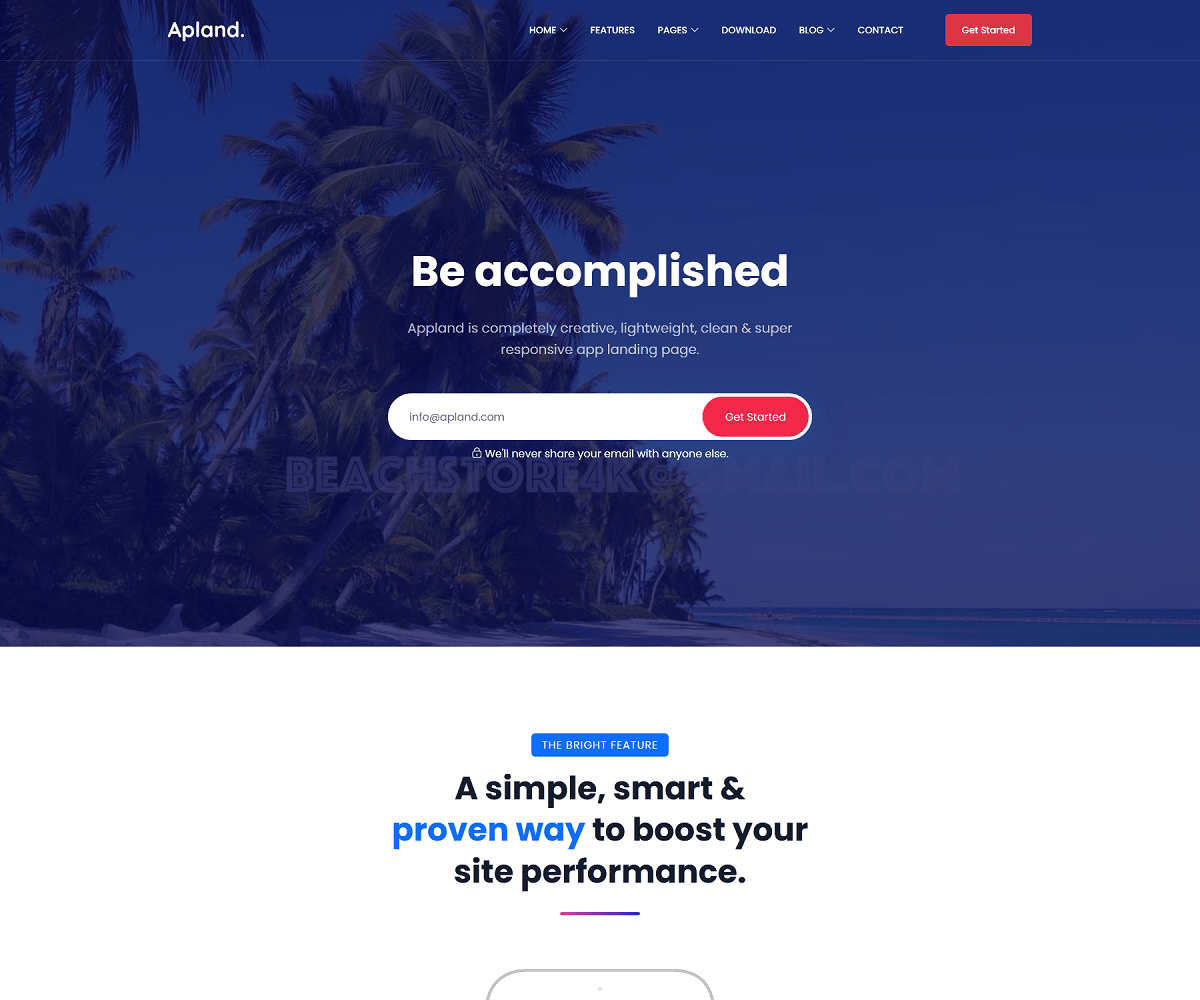 Apland.
HOME
FEATURES
PAGES
DOWNLOAD
BLOG
CONTACT
Get Started
Be accomplished
Appland is completely creative, lightweight, clean & super
responsive app landing page.
info@apland.com
Get Started
We'll never share your email with anyone else.
BEACHSTORE4K@GMAIL.COM
THE BRIGHT FEATURE
A simple, smart &
proven way to boost your
site performance.